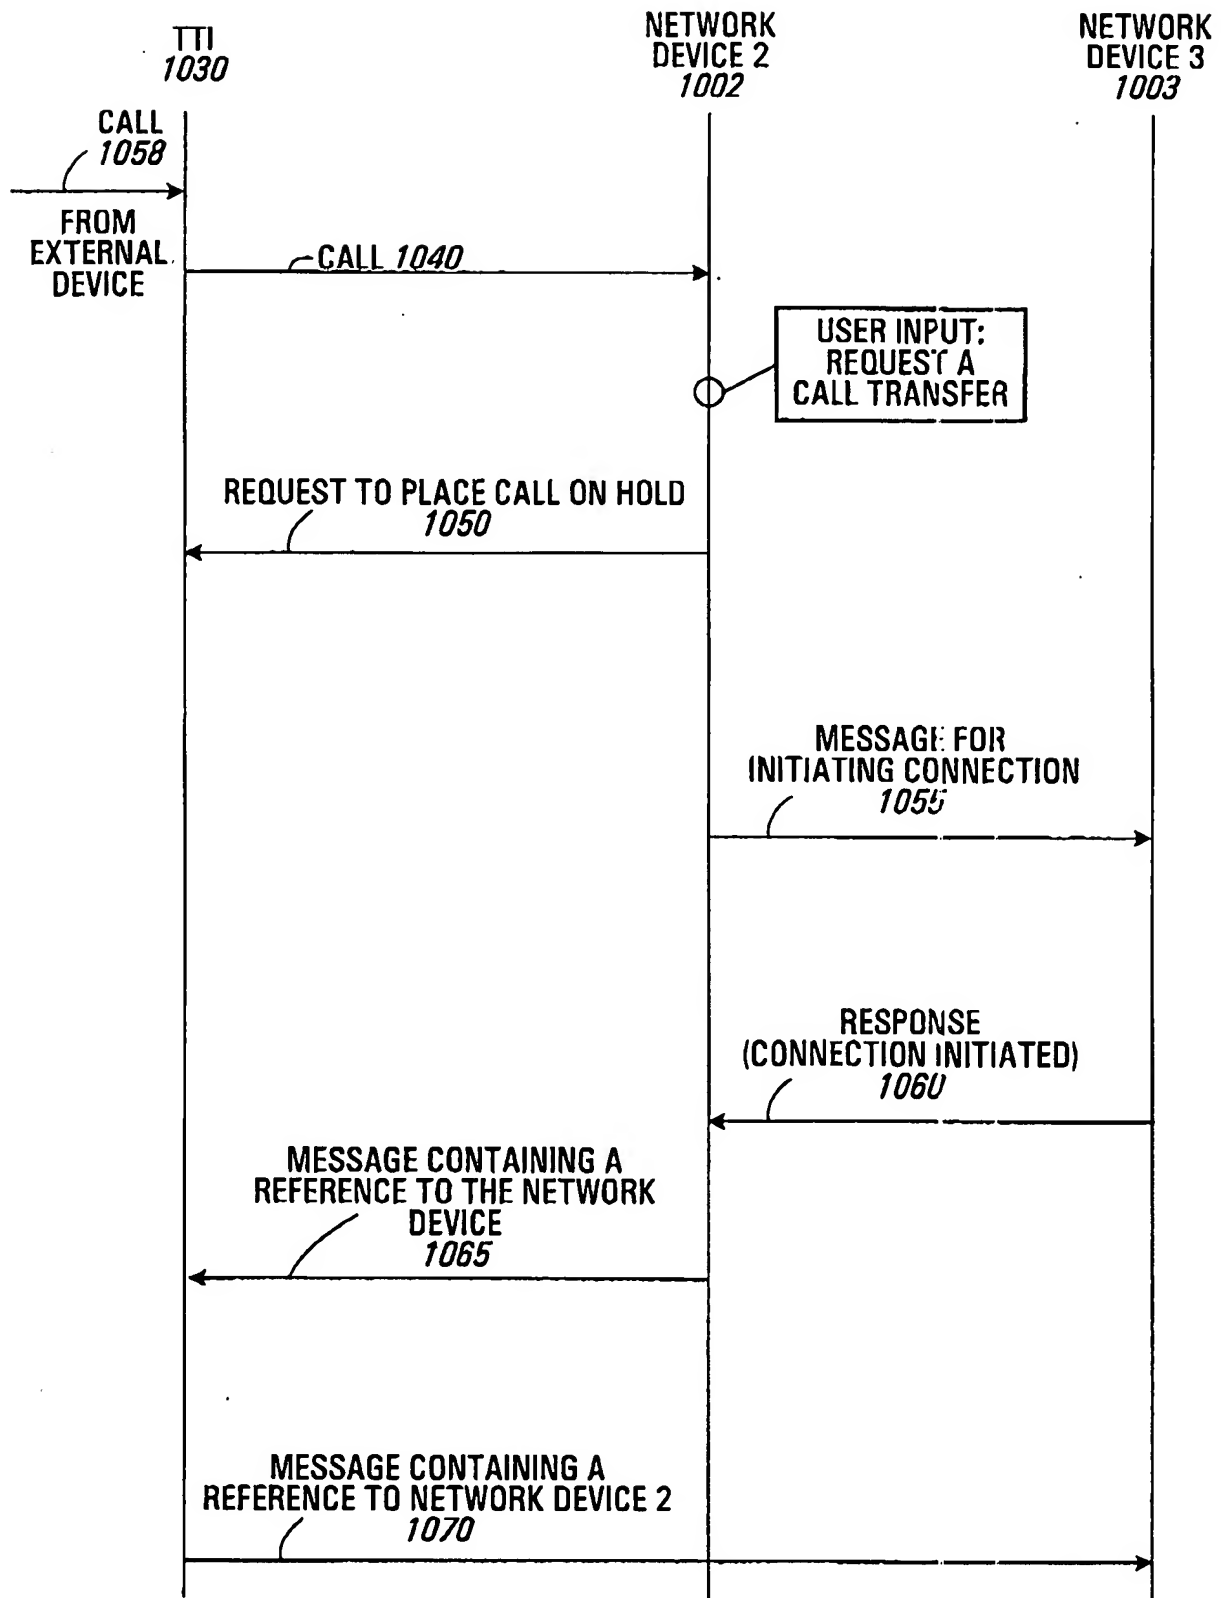 TTI
1030
NETWORK
DEVICE 2
1002
NETWORK
DEVICE 3
1003
CALL
1058
FROM
EXTERNAL
DEVICE
CALL 1040
USER INPUT:
REQUEST A
CALL TRANSFER
REQUEST TO PLACE CALL ON HOLD
1050
MESSAGE FOR
INITIATING CONNECTION
1055
RESPONSE
(CONNECTION INITIATED)
1060
MESSAGE CONTAINING A
REFERENCE TO THE NETWORK
DEVICE
1065
MESSAGE CONTAINING A
REFERENCE TO NETWORK DEVICE 2
1070